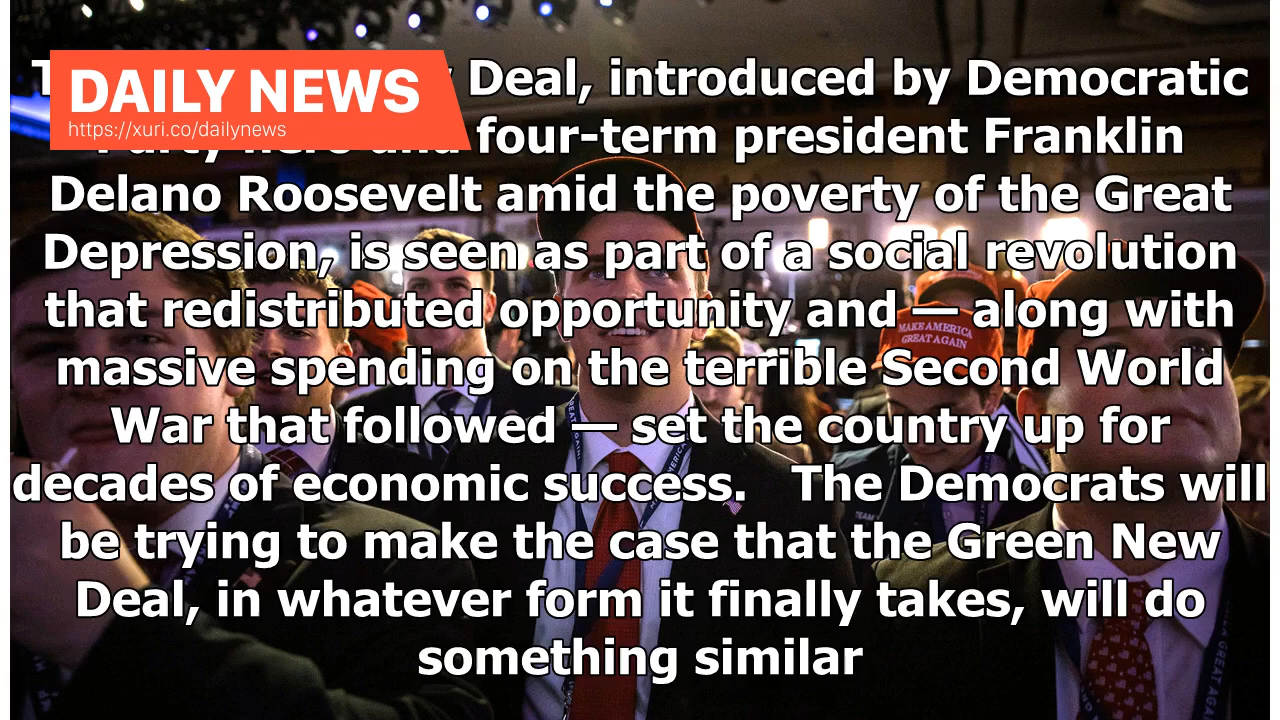 DAILY NEWS
https://xuri.co/dailynews
Deal, introduced by Democratic
four-term president Franklin
Delano Roosevelt amid the poverty of the Great
Depression, is seen as part of a social revolution
that redistributed opportunity and — along with
massive spending on the terrible Second World
War that followed — set the country up for
decades of economic success.   The Democrats will
be trying to make the case that the Green New
Deal, in whatever form it finally takes, will do
something similar
MAKE AMERICA
GREAT AGAIN